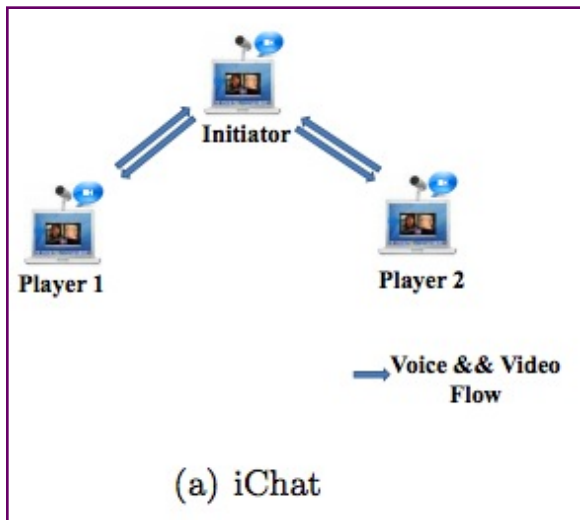 Initiator
Player 1
Player 2
Voice && Video
Flow
(a) iChat